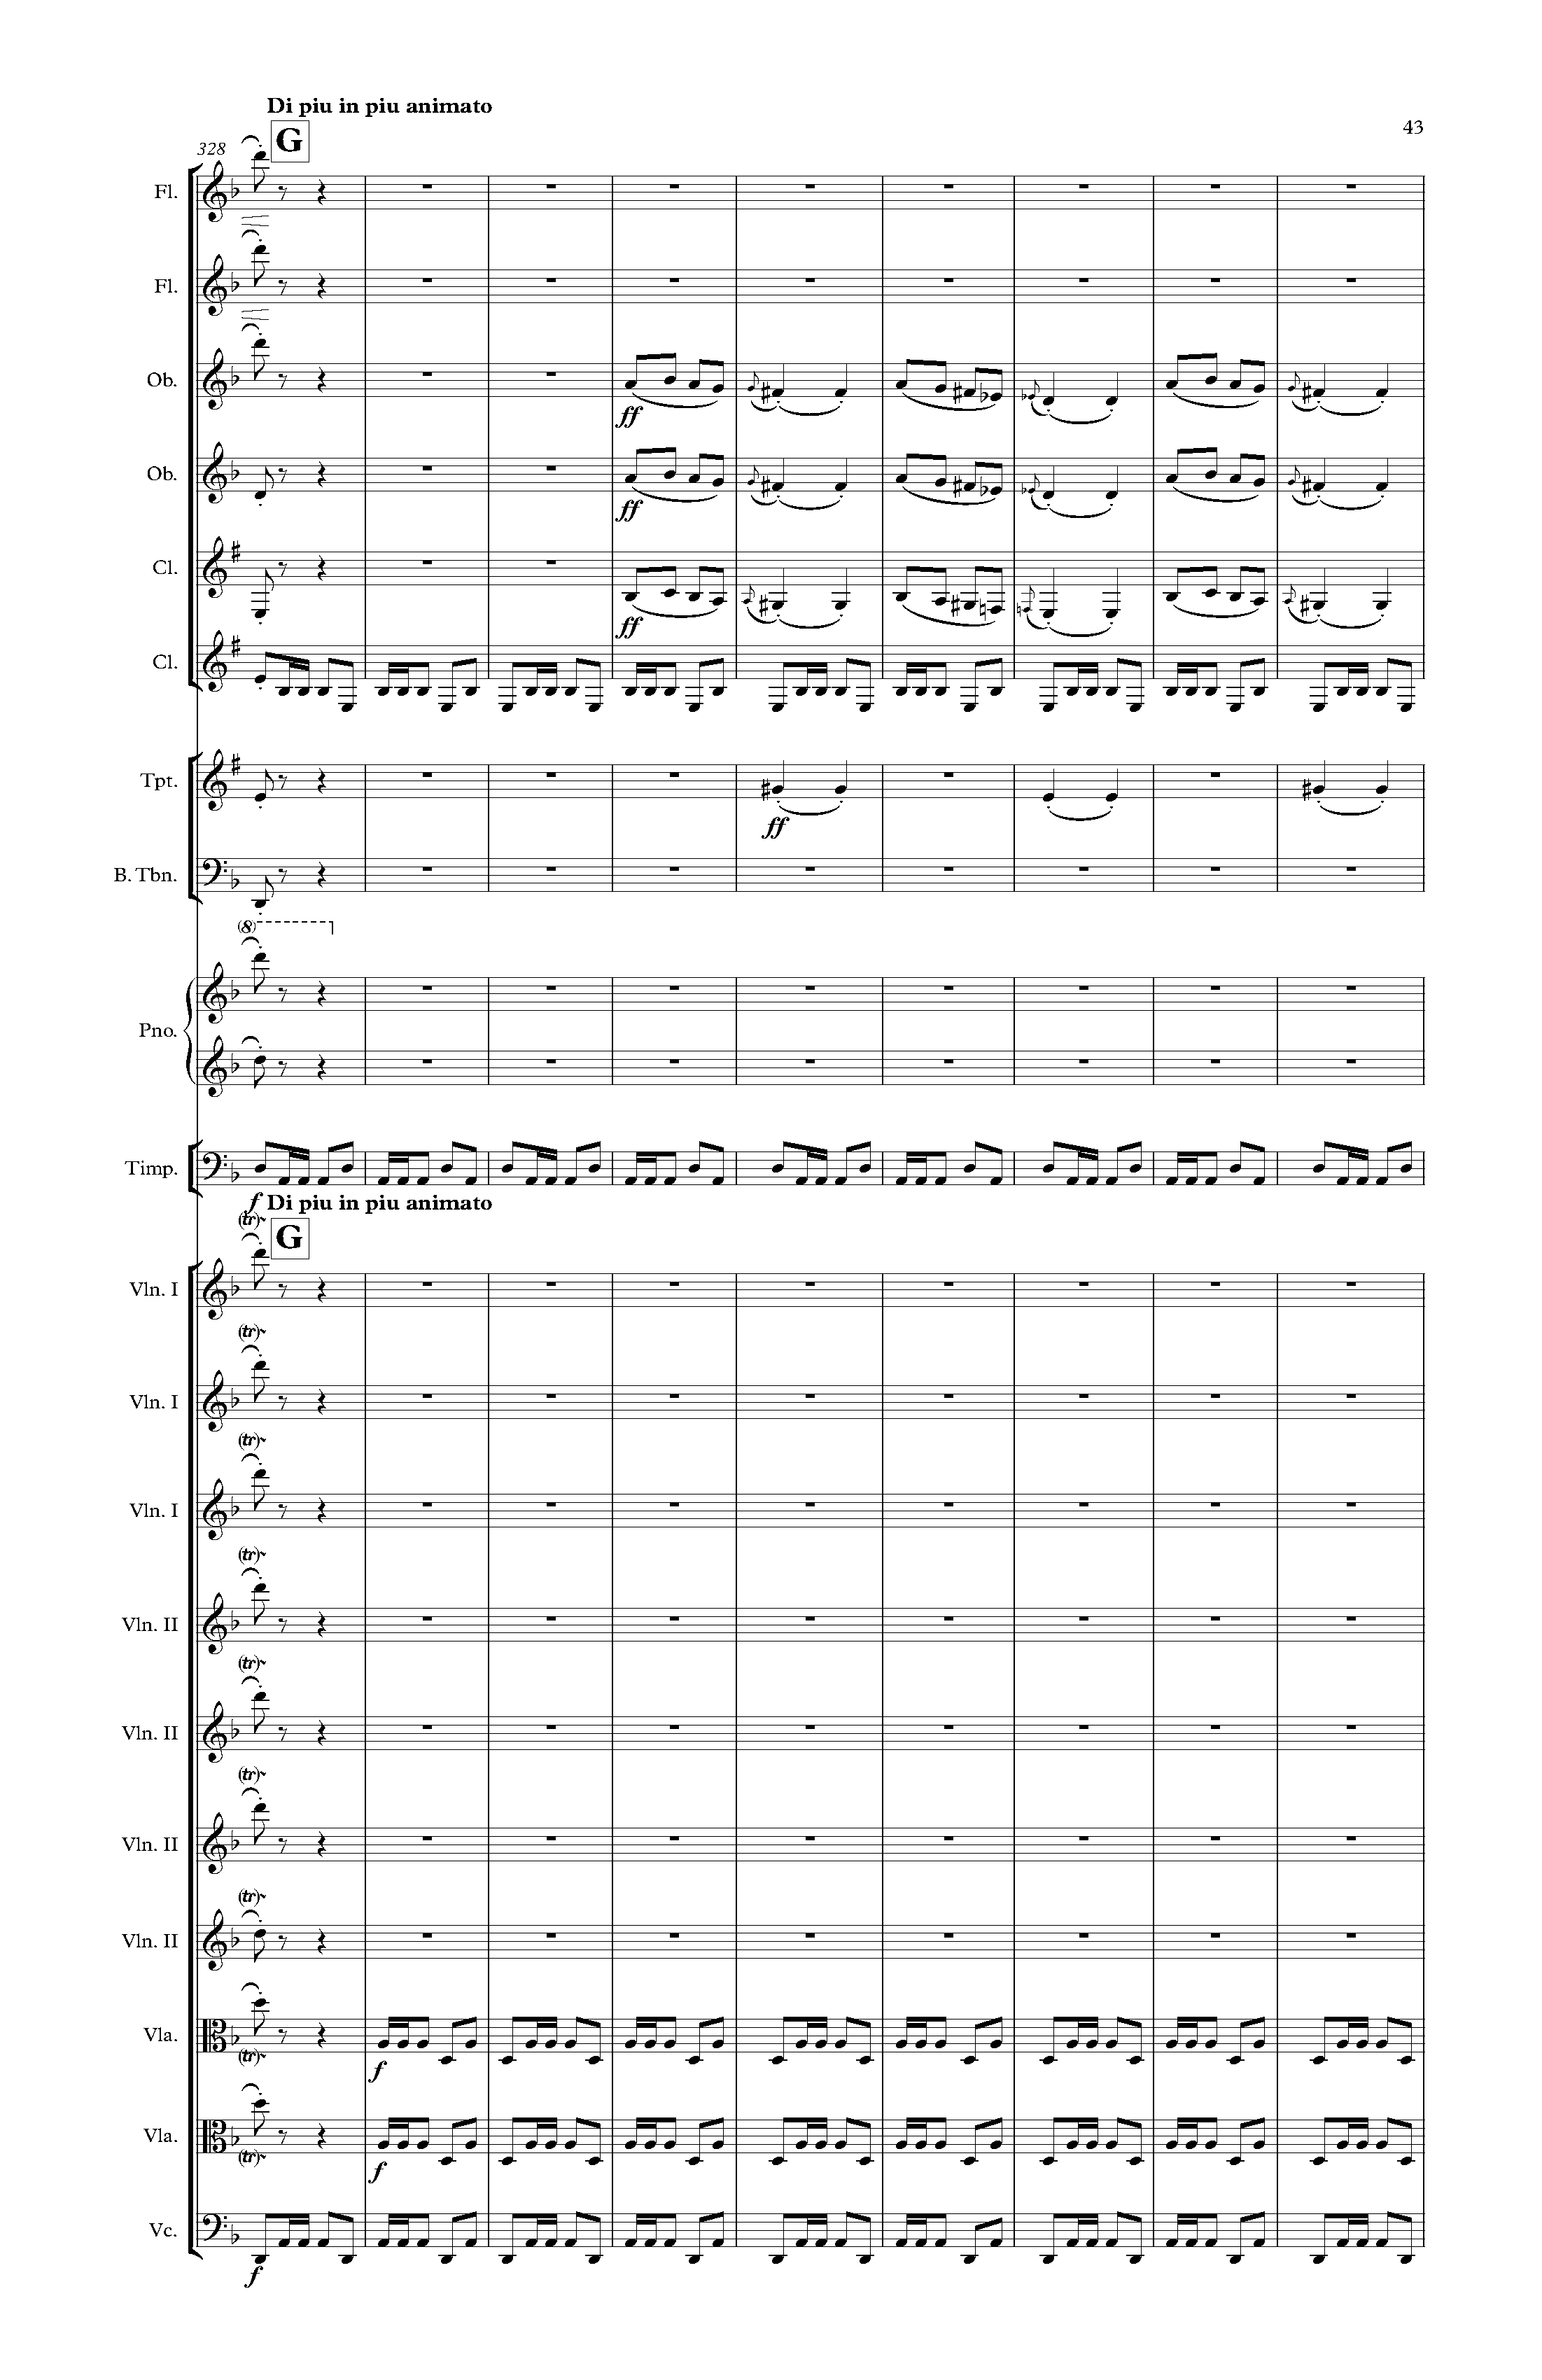 Di piu in piu animato
43
G
328
Fl.
Fl.
Ob.
ff
Ob.
ff
Cl.
ff
Cl.
Tpt.
ff
B. Tbn.
(8)
Pno.
Timp.
f Di piu in piu animato
(tr)
G
Vln. I
(tr)
Vln. I
(tr)
Vln. I
(tr)
Vln. II
(tr)
Vln. II
(tr)
Vln. II
(tr)
Vln. II
Vla.
(tr)
f
Vla.
(tr)
f
Vc.
f